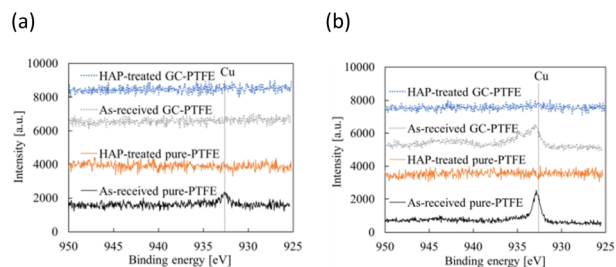 (a)
Cu
HAP-treated GC-PTFE
As-received GC-PTFE
HAP-treated pure-PTFE
As-received pure-PTFE
10000
8000
6000
4000
2000
0
Intensity [a.u.]
950 945 940 935 930 925
Binding energy [eV]
(b)
Cu
HAP-treated GC-PTFE
As-received GC-PTFE
HAP-treated pure-PTFE
As-received pure-PTFE
10000
8000
6000
4000
2000
0
Intensity [a.u.]
950 945 940 935 930 925
Binding energy [eV]